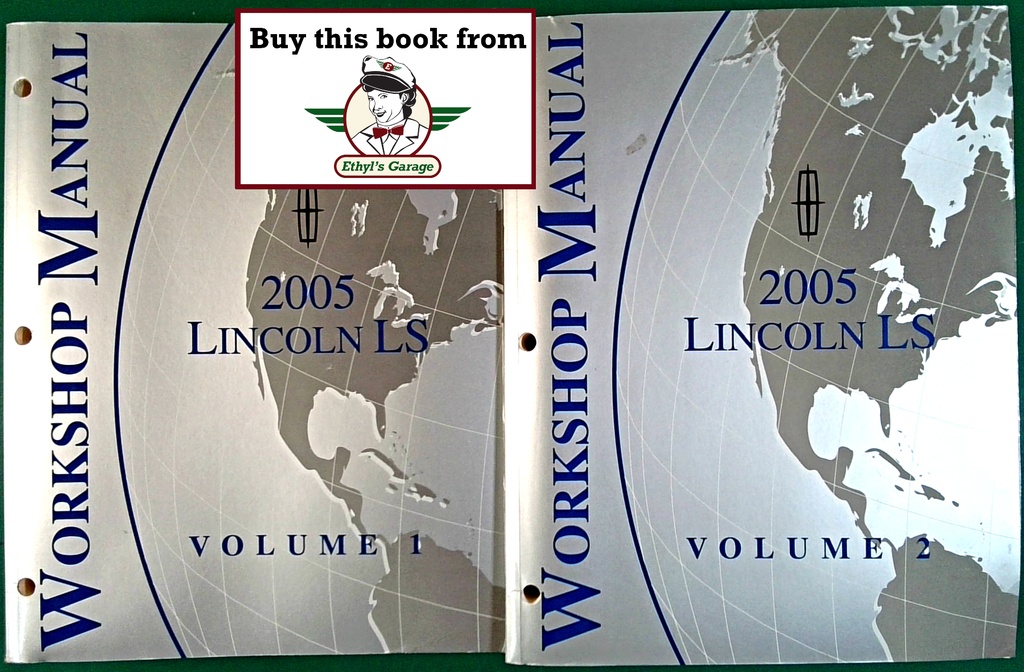 Buy this book from
E
Ethyl's Garage
WORKSHOP MANUAL
2005
LINCOLN LS
VOLUME 1
WORKSHOP MANUAL
2005
LINCOLN LS
VOLUME 2